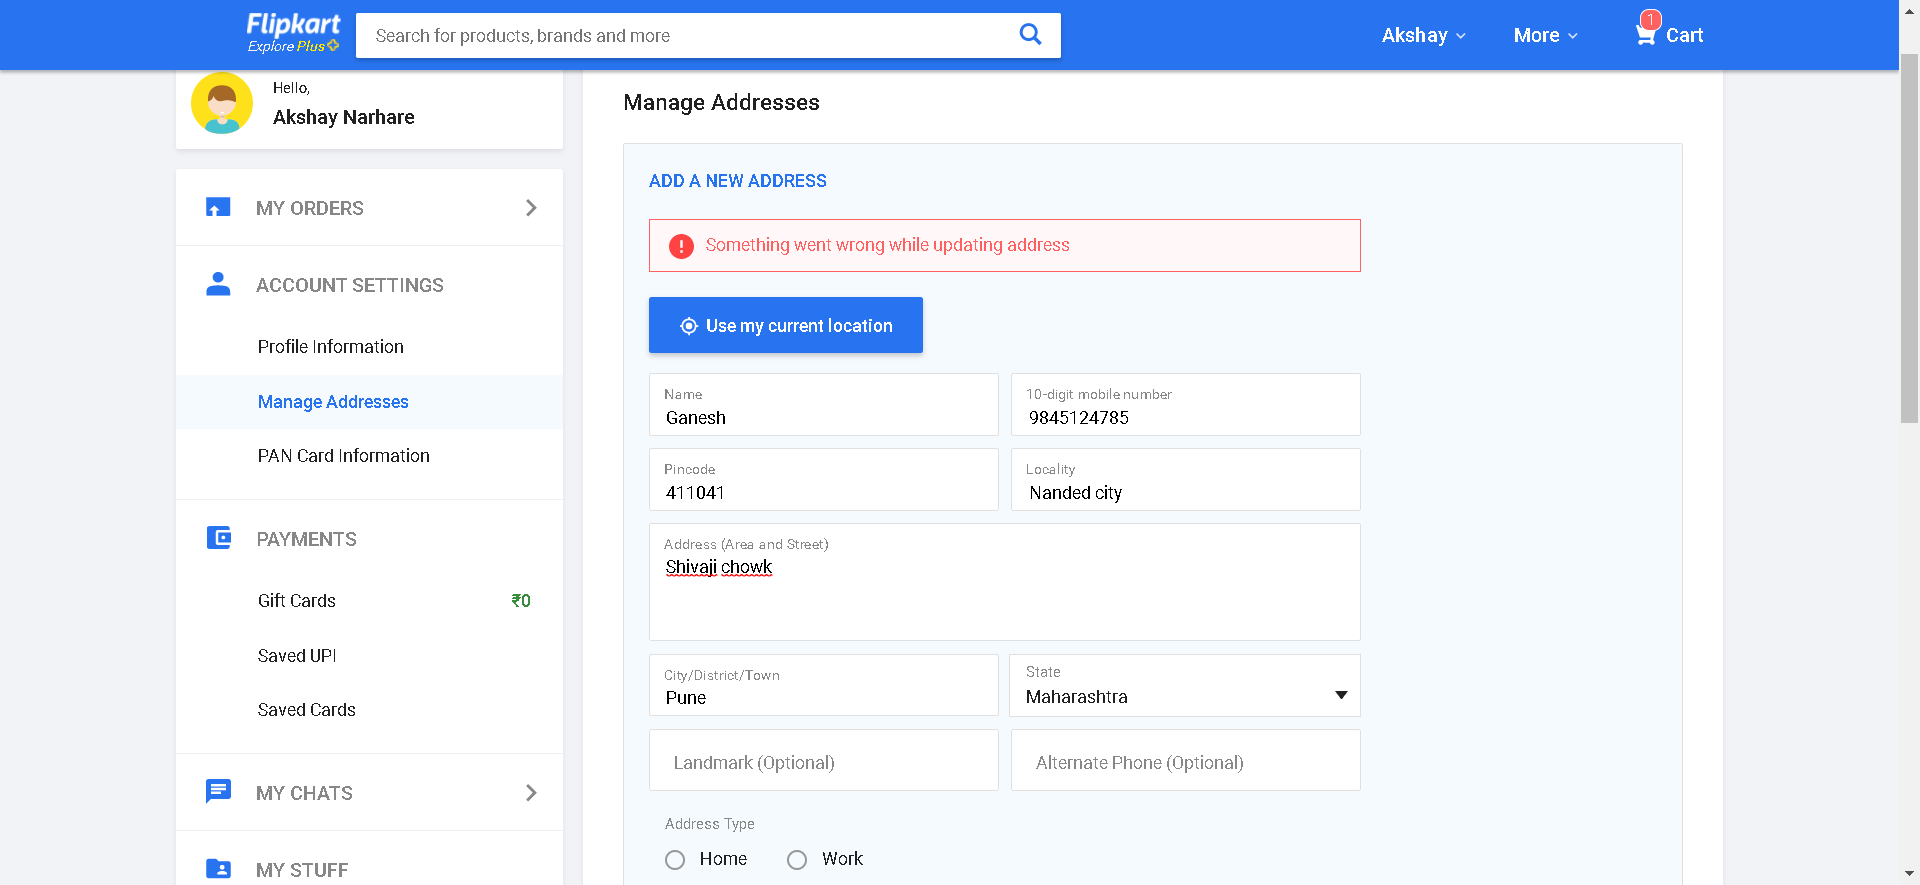 Flipkart
Explore Plus
Search for products, brands and more
Akshay
More
1
Cart
Hello,
Akshay Narhare
MY ORDERS
ACCOUNT SETTINGS
Profile Information
Manage Addresses
PAN Card Information
PAYMENTS
Gift Cards ₹0
Saved UPI
Saved Cards
MY CHATS
MY STUFF
Manage Addresses
ADD A NEW ADDRESS
Something went wrong while updating address
Use my current location
Name
Ganesh
10-digit mobile number
9845124785
Pincode
411041
Locality
Nanded city
Address (Area and Street)
Shivaji chowk
City/District/Town
Pune
State
Maharashtra
Landmark (Optional)
Alternate Phone (Optional)
Address Type
Home
Work